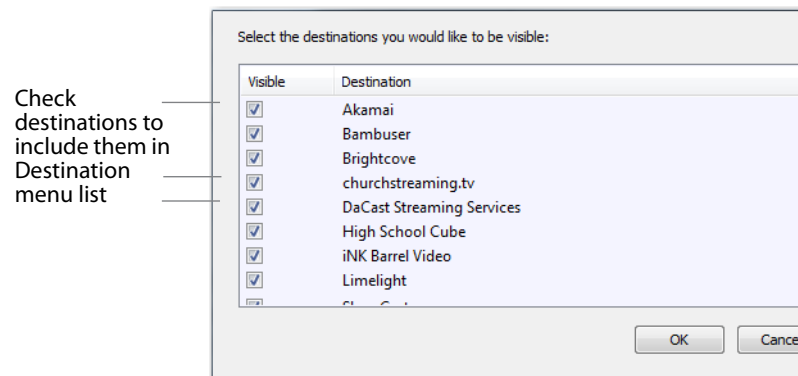 Select the destinations you would like to be visible:
Visible Destination
Check
destinations to
include them in
Destination
menu list
Akamai
Bambuser
Brightcove
churchstreaming.tv
DaCast Streaming Services
High School Cube
iNK Barrel Video
Limelight
OK Cance